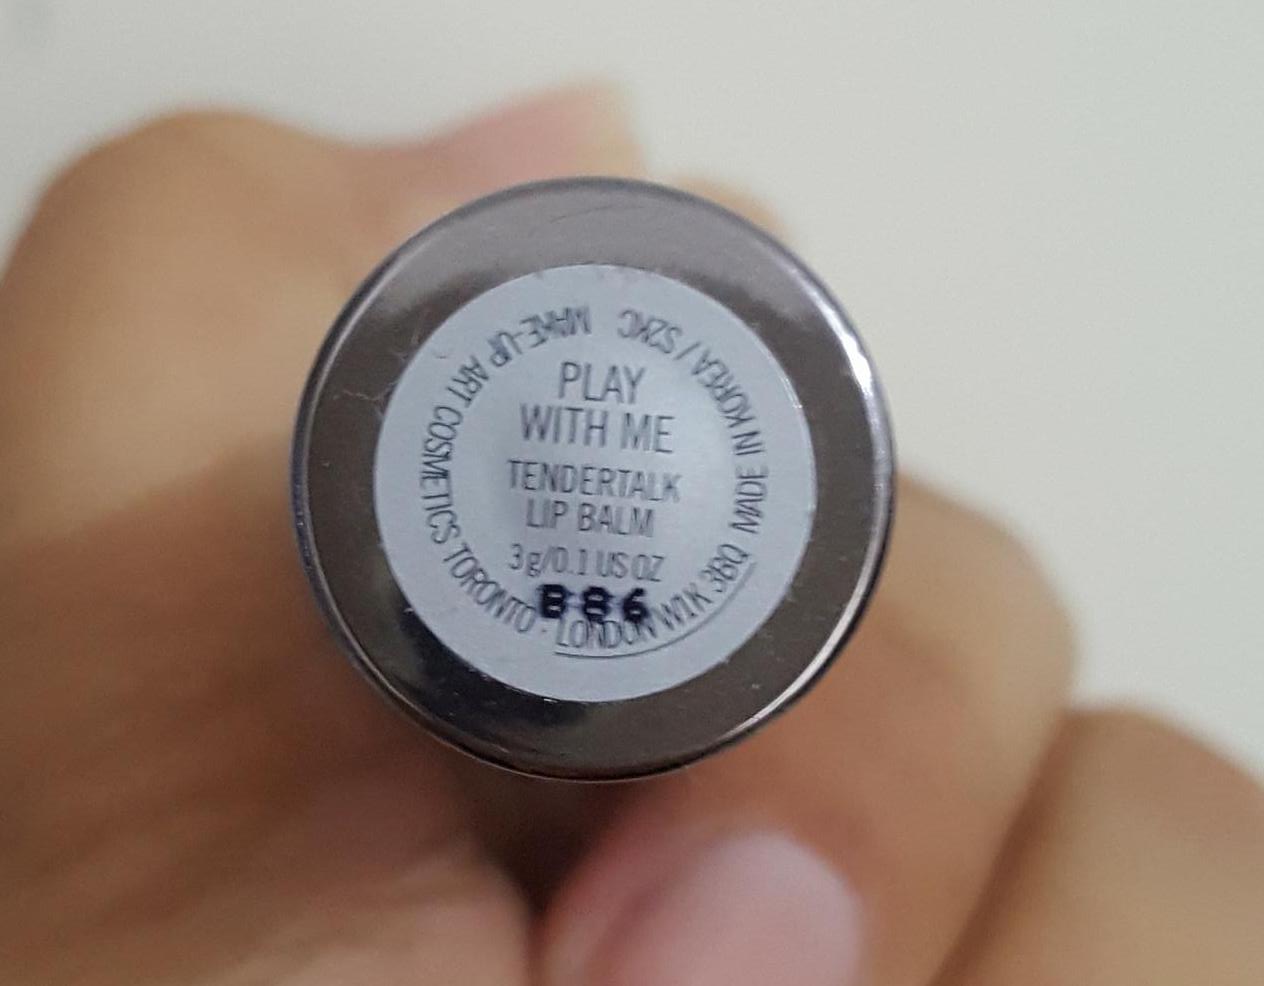 PLAY
WITH ME
TENDERTALK
LIP BALM
3 g/0.1 US OZ
B86
MAKE-UP ART COSMETICS TORONTO · LONDON W1K 3BQ MADE IN KOREA / SZKC